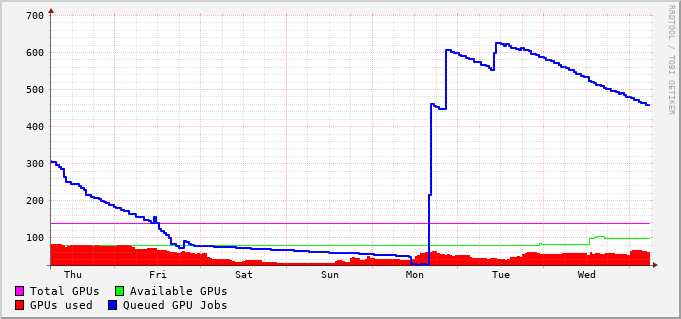 700
600
500
400
300
200
100
Thu Fri Sat Sun Mon Tue Wed
Total GPUs Available GPUs
GPUs used Queued GPU Jobs
RRDTOOL / TOBI OETIKER